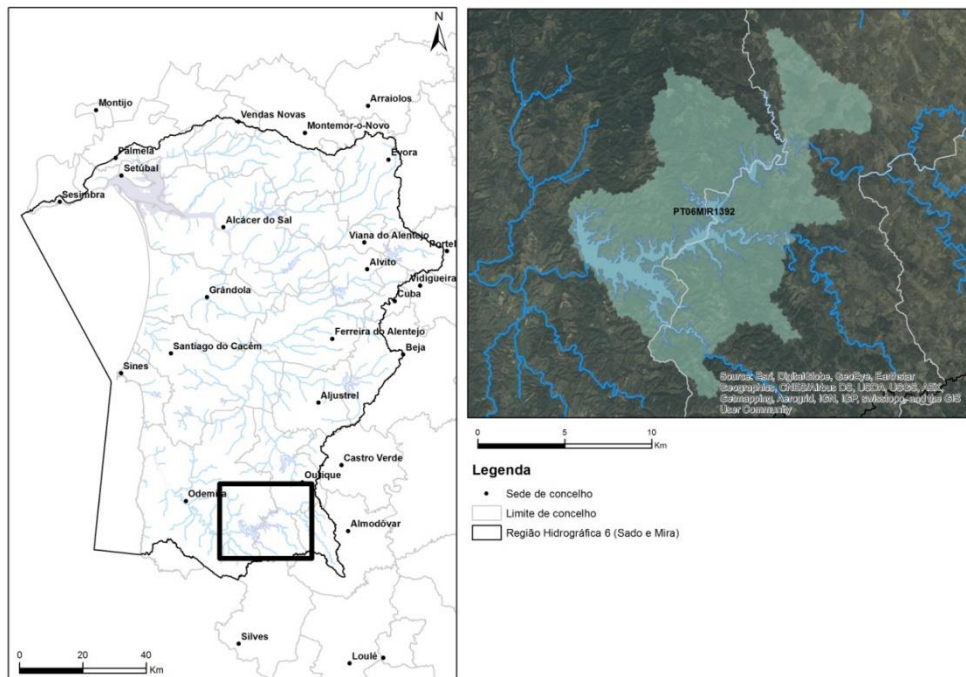 N
Montijo
Arraiolos
Vendas Novas
Montemor-o-Novo
Palmela
Évora
Setúbal
Sesimbra
Alcácer do Sal
Viana do Alentejo
Portel
Alvito
Vidigueira
Grândola
Cuba
Ferreira do Alentejo
Santiago do Cacém
Beja
Sines
Aljustrel
Castro Verde
Ourique
Odemira
Almodôvar
Silves
Loulé
0 20 40
Km
PT06MIR1392
Source: Esri, DigitalGlobe, GeoEye, Earthstar
Geographics, CNES/Airbus DS, USDA, USGS, AEX,
Getmapping, Aerogrid, IGN, IGP, swisstopo, and the GIS
User Community
0 5 10
Km
Legenda
Sede de concelho
Limite de concelho
Região Hidrográfica 6 (Sado e Mira)